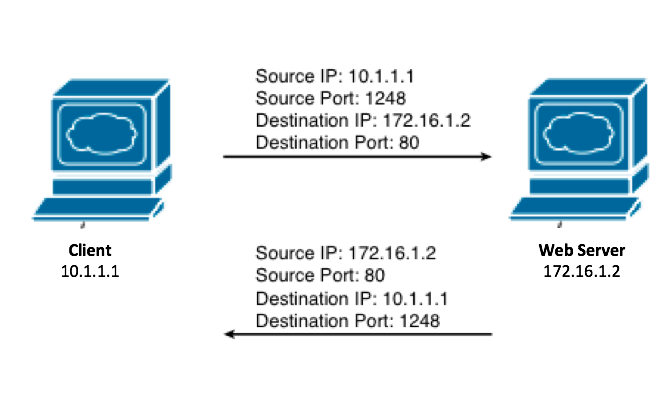 Source IP: 10.1.1.1
Source Port: 1248
Destination IP: 172.16.1.2
Destination Port: 80
Client
10.1.1.1
Web Server
172.16.1.2
Source IP: 172.16.1.2
Source Port: 80
Destination IP: 10.1.1.1
Destination Port: 1248